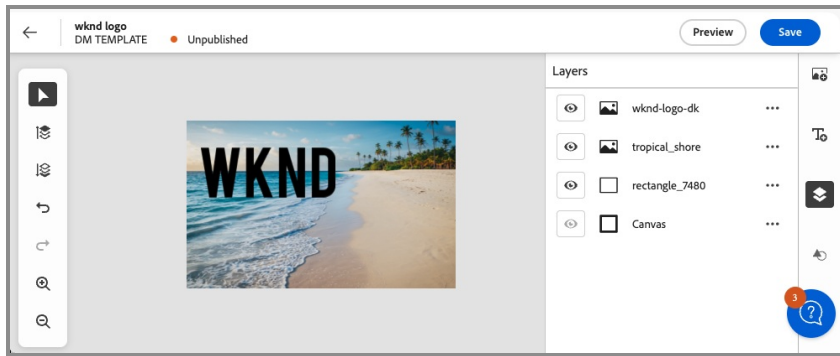 wknd logo
DM TEMPLATE
Unpublished
Preview
Save
WKND
Layers
wknd-logo-dk
tropical_shore
rectangle_7480
Canvas
3